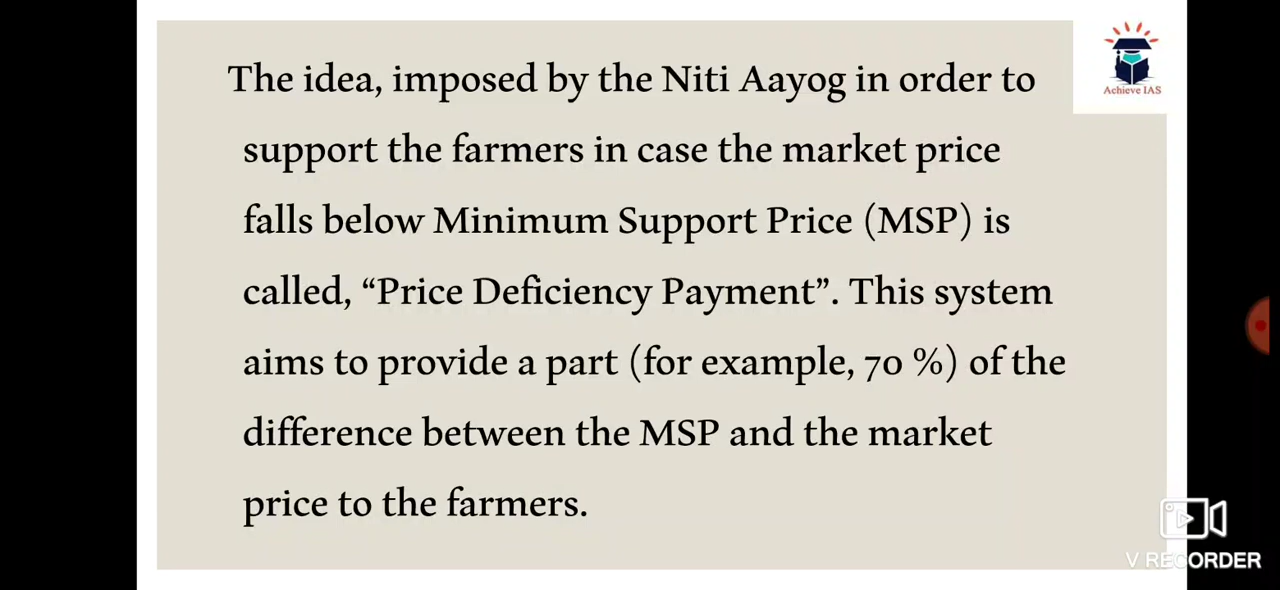 The idea, imposed by the Niti Aayog in order to
Achieve IAS
support the farmers in case the market price
falls below Minimum Support Price (MSP) is
called, “Price Deficiency Payment”. This system
aims to provide a part (for example, 70 %) of the
difference between the MSP and the market
price to the farmers.
V RECORDER